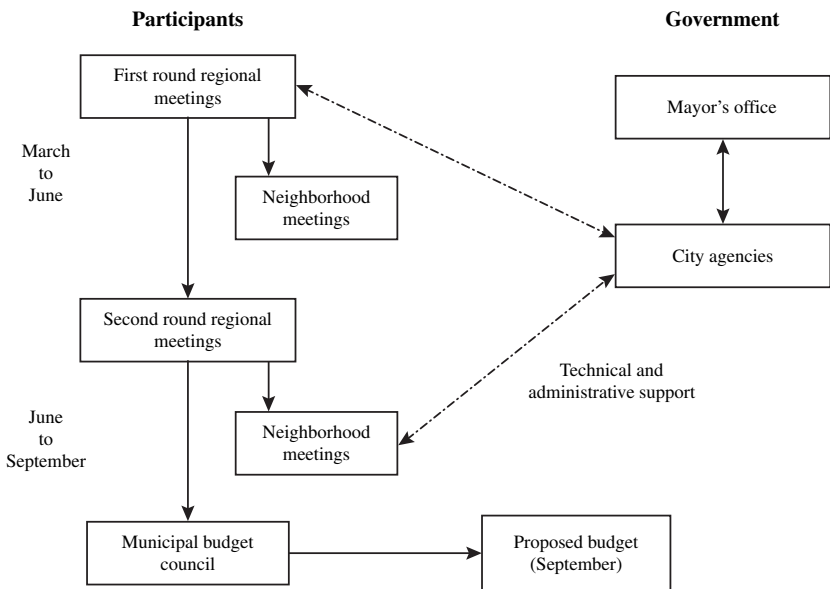 Participants
Government
First round regional
meetings
Mayor's office
March
to
June
Neighborhood
meetings
City agencies
Second round regional
meetings
Technical and
administrative support
June
to
September
Neighborhood
meetings
Municipal budget
council
Proposed budget
(September)